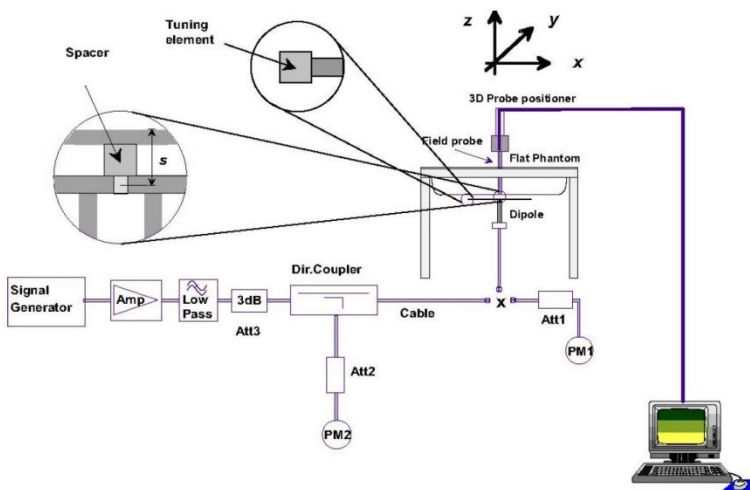 Tuning
element
Spacer
s
z
y
x
3D Probe positioner
Field probe
Flat Phantom
Dipole
Signal
Generator
Amp
Low
Pass
3dB
Att3
Dir.Coupler
Cable
x
Att1
PM1
Att2
PM2